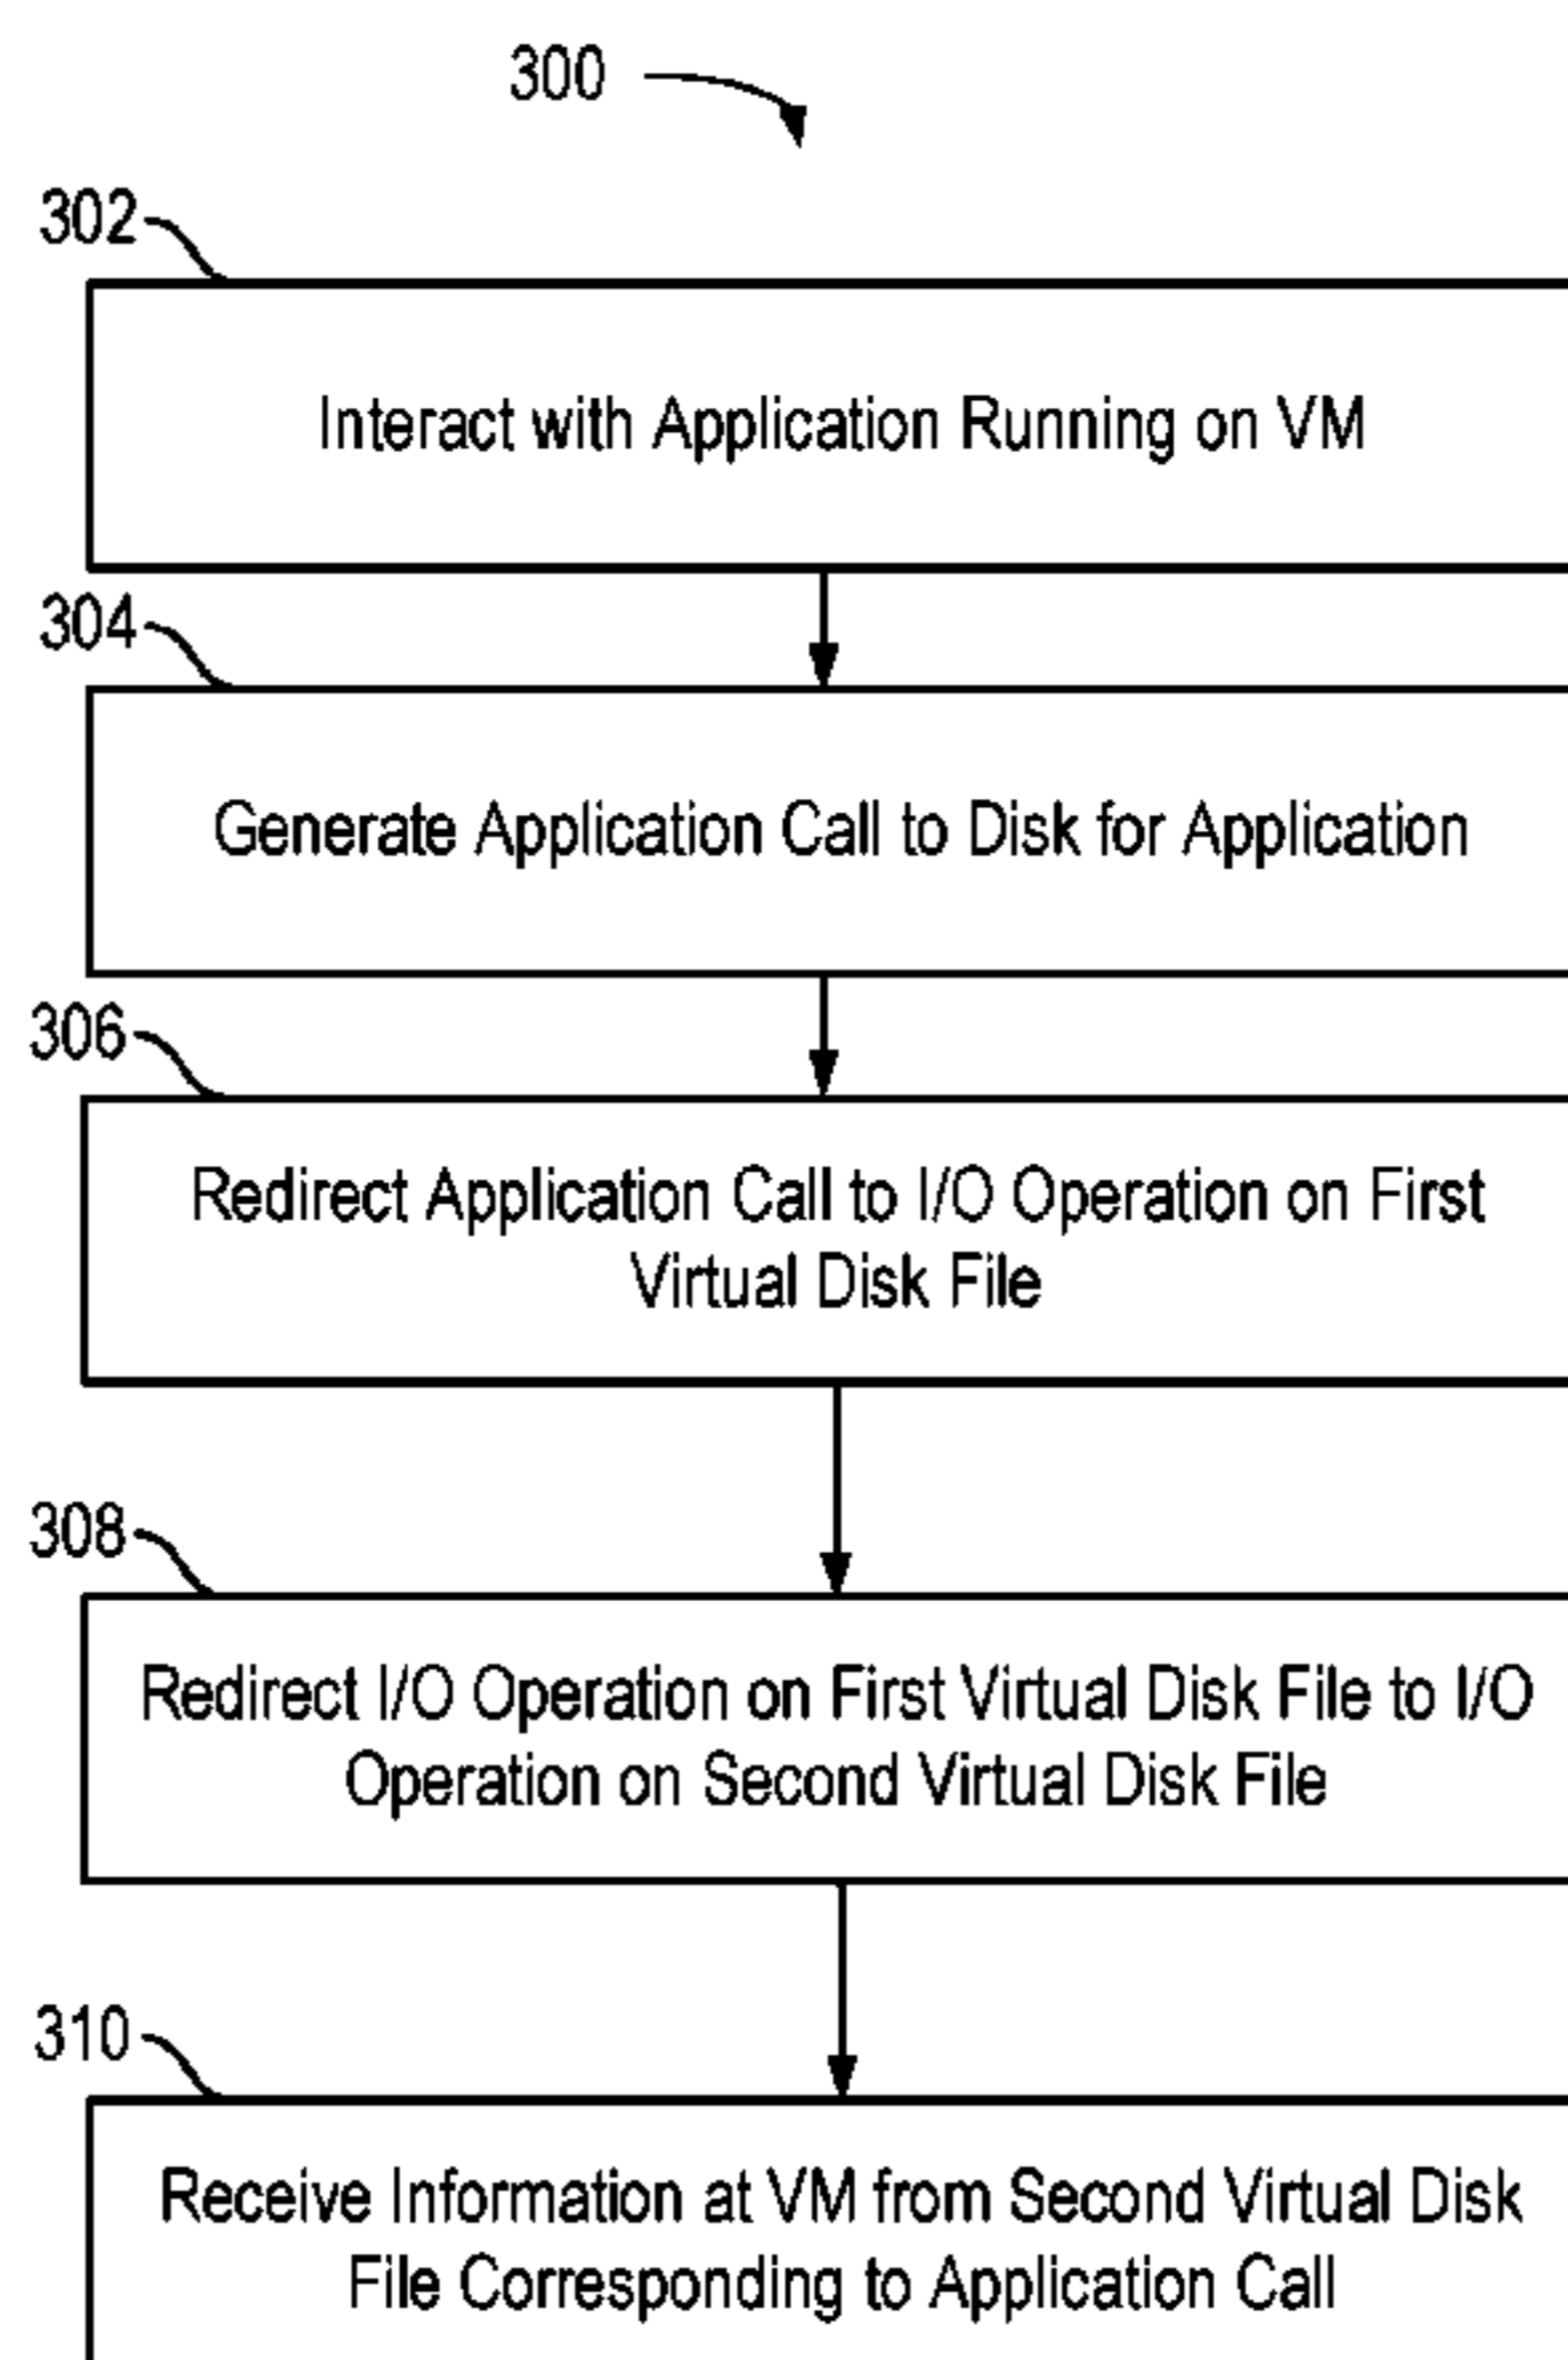 300
302
Interact with Application Running on VM
304
Generate Application Call to Disk for Application
306
Redirect Application Call to I/O Operation on First
Virtual Disk File
308
Redirect I/O Operation on First Virtual Disk File to I/O
Operation on Second Virtual Disk File
310
Receive Information at VM from Second Virtual Disk
File Corresponding to Application Call